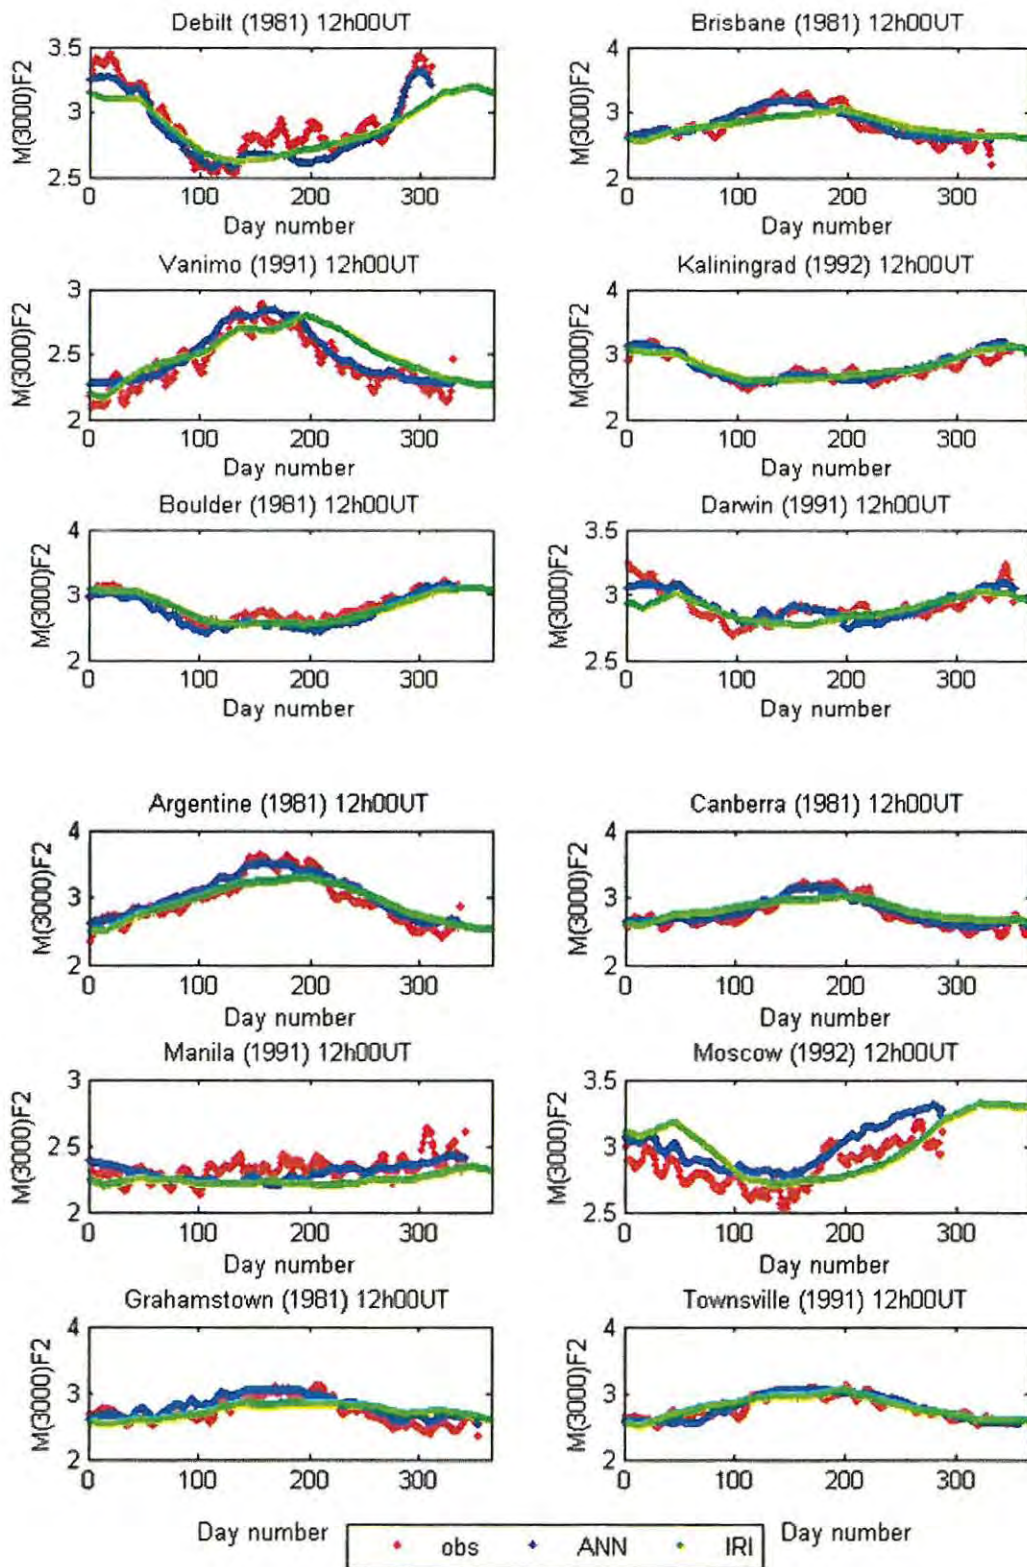 Debilt (1981) 12h00UT
M(3000)F2
3.5
3
2.5
0
100
200
300
Day number
Brisbane (1981) 12h00UT
M(3000)F2
4
3
2
0
100
200
300
Day number
Vanimo (1991) 12h00UT
M(3000)F2
3
2.5
2
0
100
200
300
Day number
Kaliningrad (1992) 12h00UT
M(3000)F2
4
3
2
0
100
200
300
Day number
Boulder (1981) 12h00UT
M(3000)F2
4
3
2
0
100
200
300
Day number
Darwin (1991) 12h00UT
M(3000)F2
3.5
3
2.5
0
100
200
300
Day number
Argentine (1981) 12h00UT
M(3000)F2
4
3
2
0
100
200
300
Day number
Canberra (1981) 12h00UT
M(3000)F2
4
3
2
0
100
200
300
Day number
Manila (1991) 12h00UT
M(3000)F2
3
2.5
2
0
100
200
300
Day number
Moscow (1992) 12h00UT
M(3000)F2
3.5
3
2.5
0
100
200
300
Day number
Grahamstown (1981) 12h00UT
M(3000)F2
4
3
2
0
100
200
300
Day number
Townsville (1991) 12h00UT
M(3000)F2
4
3
2
0
100
200
300
Day number
obs
ANN
IRI